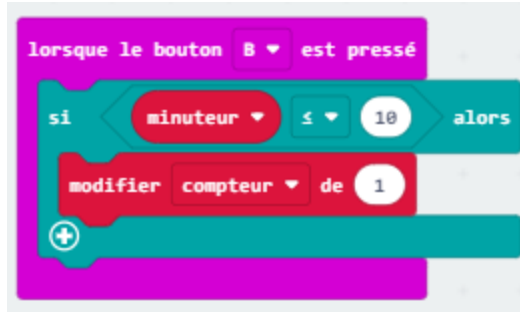 lorsque le bouton B est pressé
si minuteur ≤ 10 alors
modifier compteur de 1